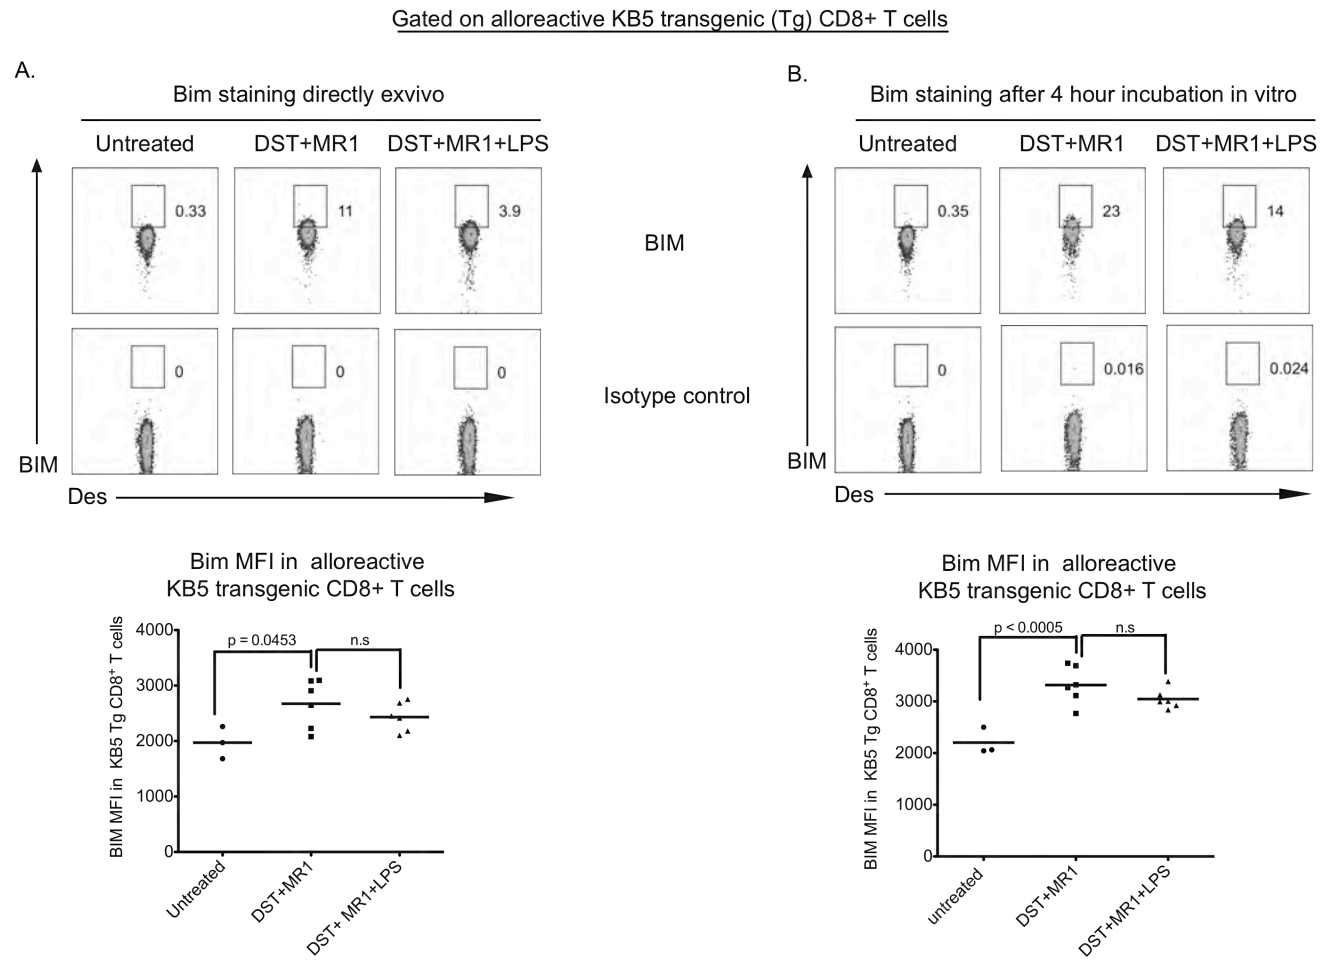 Gated on alloreactive KB5 transgenic (Tg) CD8+ T cells
A.
Bim staining directly exvivo
Untreated DST+MR1 DST+MR1+LPS
0.33 11 3.9
0 0 0
BIM
Des
BIM
Isotype control
B.
Bim staining after 4 hour incubation in vitro
Untreated DST+MR1 DST+MR1+LPS
0.35 23 14
0 0.016 0.024
BIM
Des
Bim MFI in alloreactive
KB5 transgenic CD8+ T cells
BIM MFI in KB5 Tg CD8+ T cells
4000
3000
2000
1000
0
p = 0.0453 n.s
Untreated
DST+MR1
DST+ MR1+LPS
Bim MFI in alloreactive
KB5 transgenic CD8+ T cells
BIM MFI in KB5 Tg CD8+ T cells
4000
3000
2000
1000
0
p < 0.0005 n.s
untreated
DST+MR1
DST+MR1+LPS